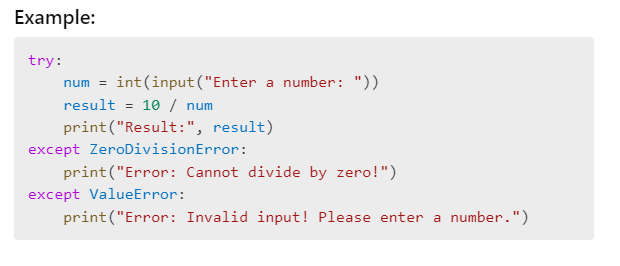 Example:
try:
    num = int(input("Enter a number: "))
    result = 10 / num
    print("Result:", result)
except ZeroDivisionError:
    print("Error: Cannot divide by zero!")
except ValueError:
    print("Error: Invalid input! Please enter a number.")